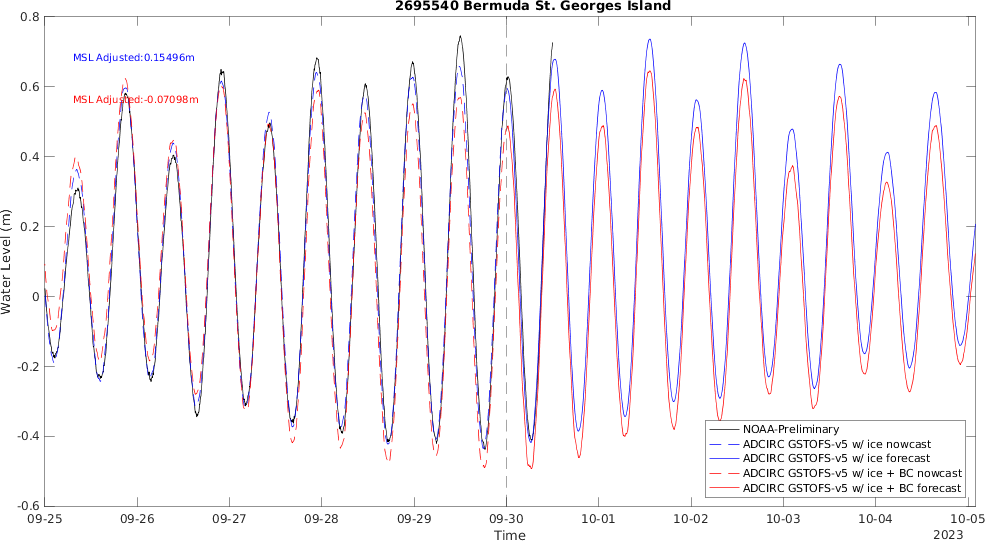 2695540 Bermuda St. Georges Island
MSL Adjusted:0.15496m
MSL Adjusted:-0.07098m
Water Level (m)
0.8
0.6
0.4
0.2
0
-0.2
-0.4
-0.6
NOAA-Preliminary
ADCIRC GSTOFS-v5 w/ ice nowcast
ADCIRC GSTOFS-v5 w/ ice forecast
ADCIRC GSTOFS-v5 w/ ice + BC nowcast
ADCIRC GSTOFS-v5 w/ ice + BC forecast
09-25 09-26 09-27 09-28 09-29 09-30 10-01 10-02 10-03 10-04 10-05
Time
2023